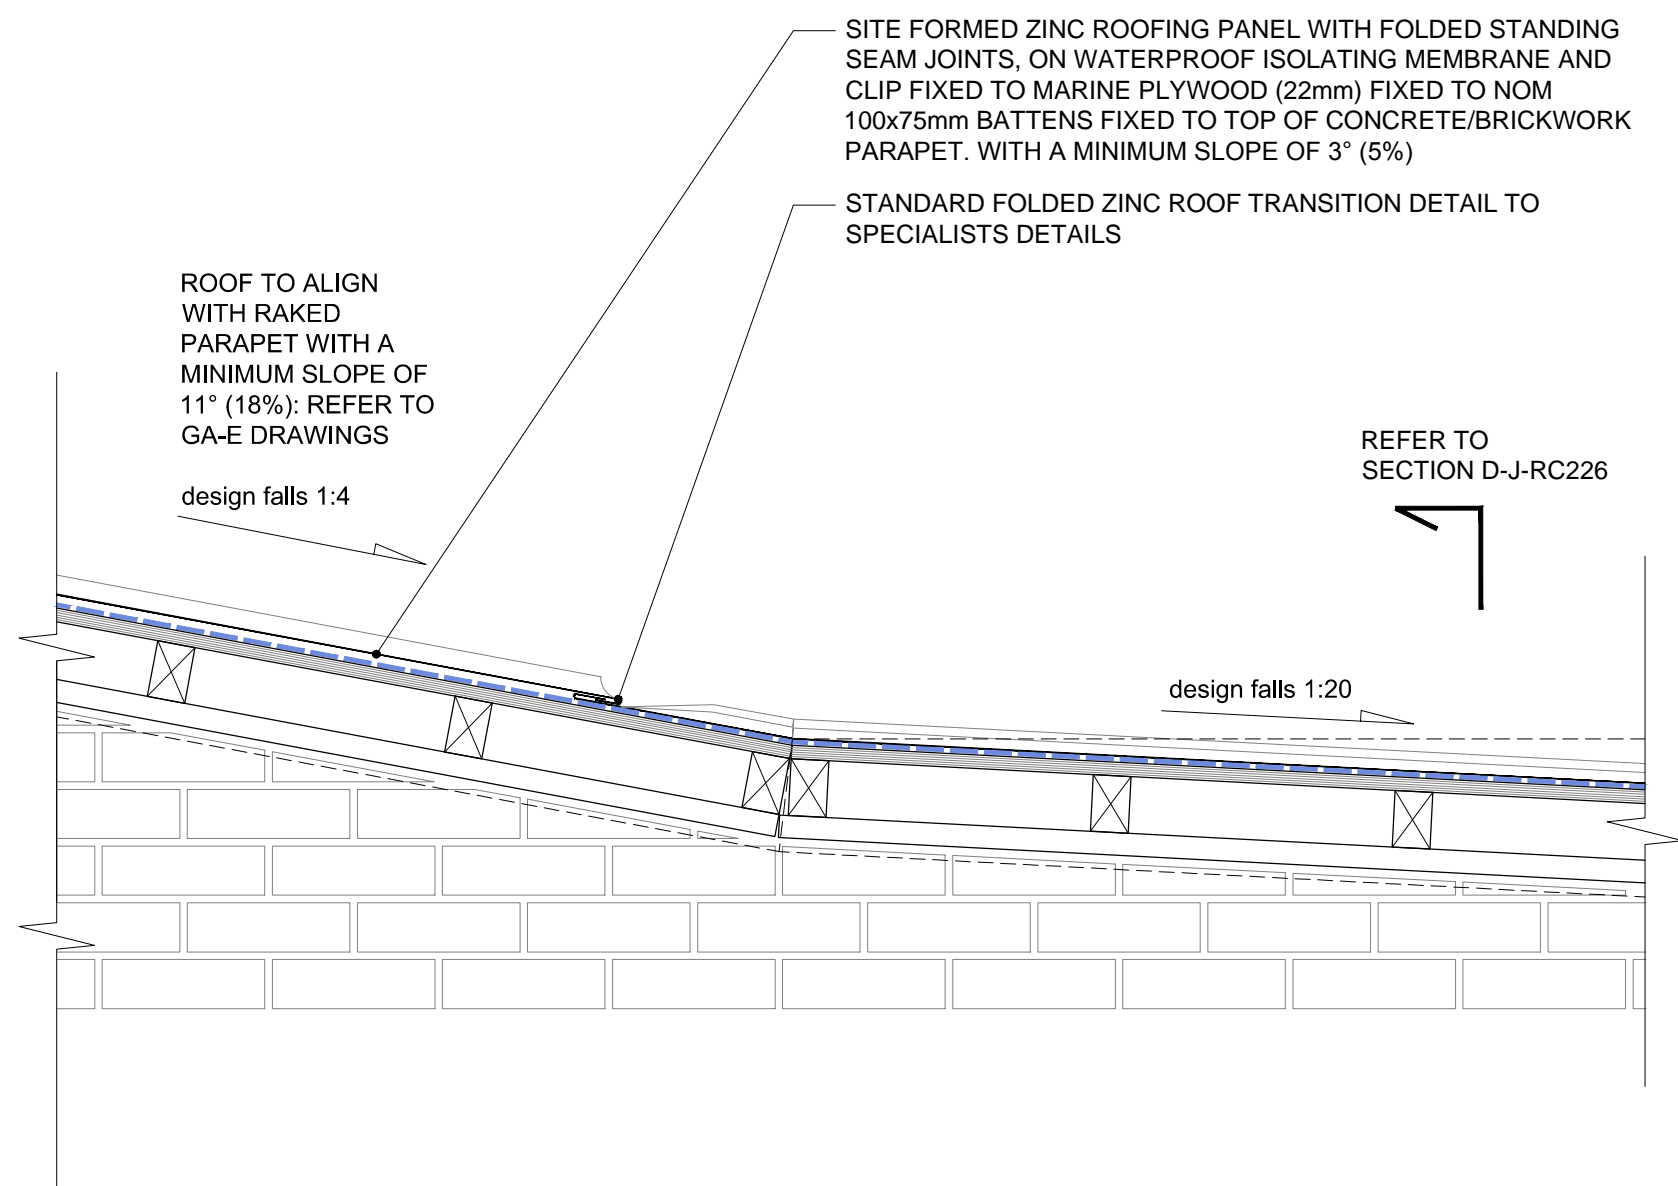 SITE FORMED ZINC ROOFING PANEL WITH FOLDED STANDING
SEAM JOINTS, ON WATERPROOF ISOLATING MEMBRANE AND
CLIP FIXED TO MARINE PLYWOOD (22mm) FIXED TO NOM
100x75mm BATTENS FIXED TO TOP OF CONCRETE/BRICKWORK
PARAPET. WITH A MINIMUM SLOPE OF 3° (5%)
STANDARD FOLDED ZINC ROOF TRANSITION DETAIL TO
SPECIALISTS DETAILS
ROOF TO ALIGN
WITH RAKED
PARAPET WITH A
MINIMUM SLOPE OF
11° (18%): REFER TO
GA-E DRAWINGS
design falls 1:4
REFER TO
SECTION D-J-RC226
design falls 1:20